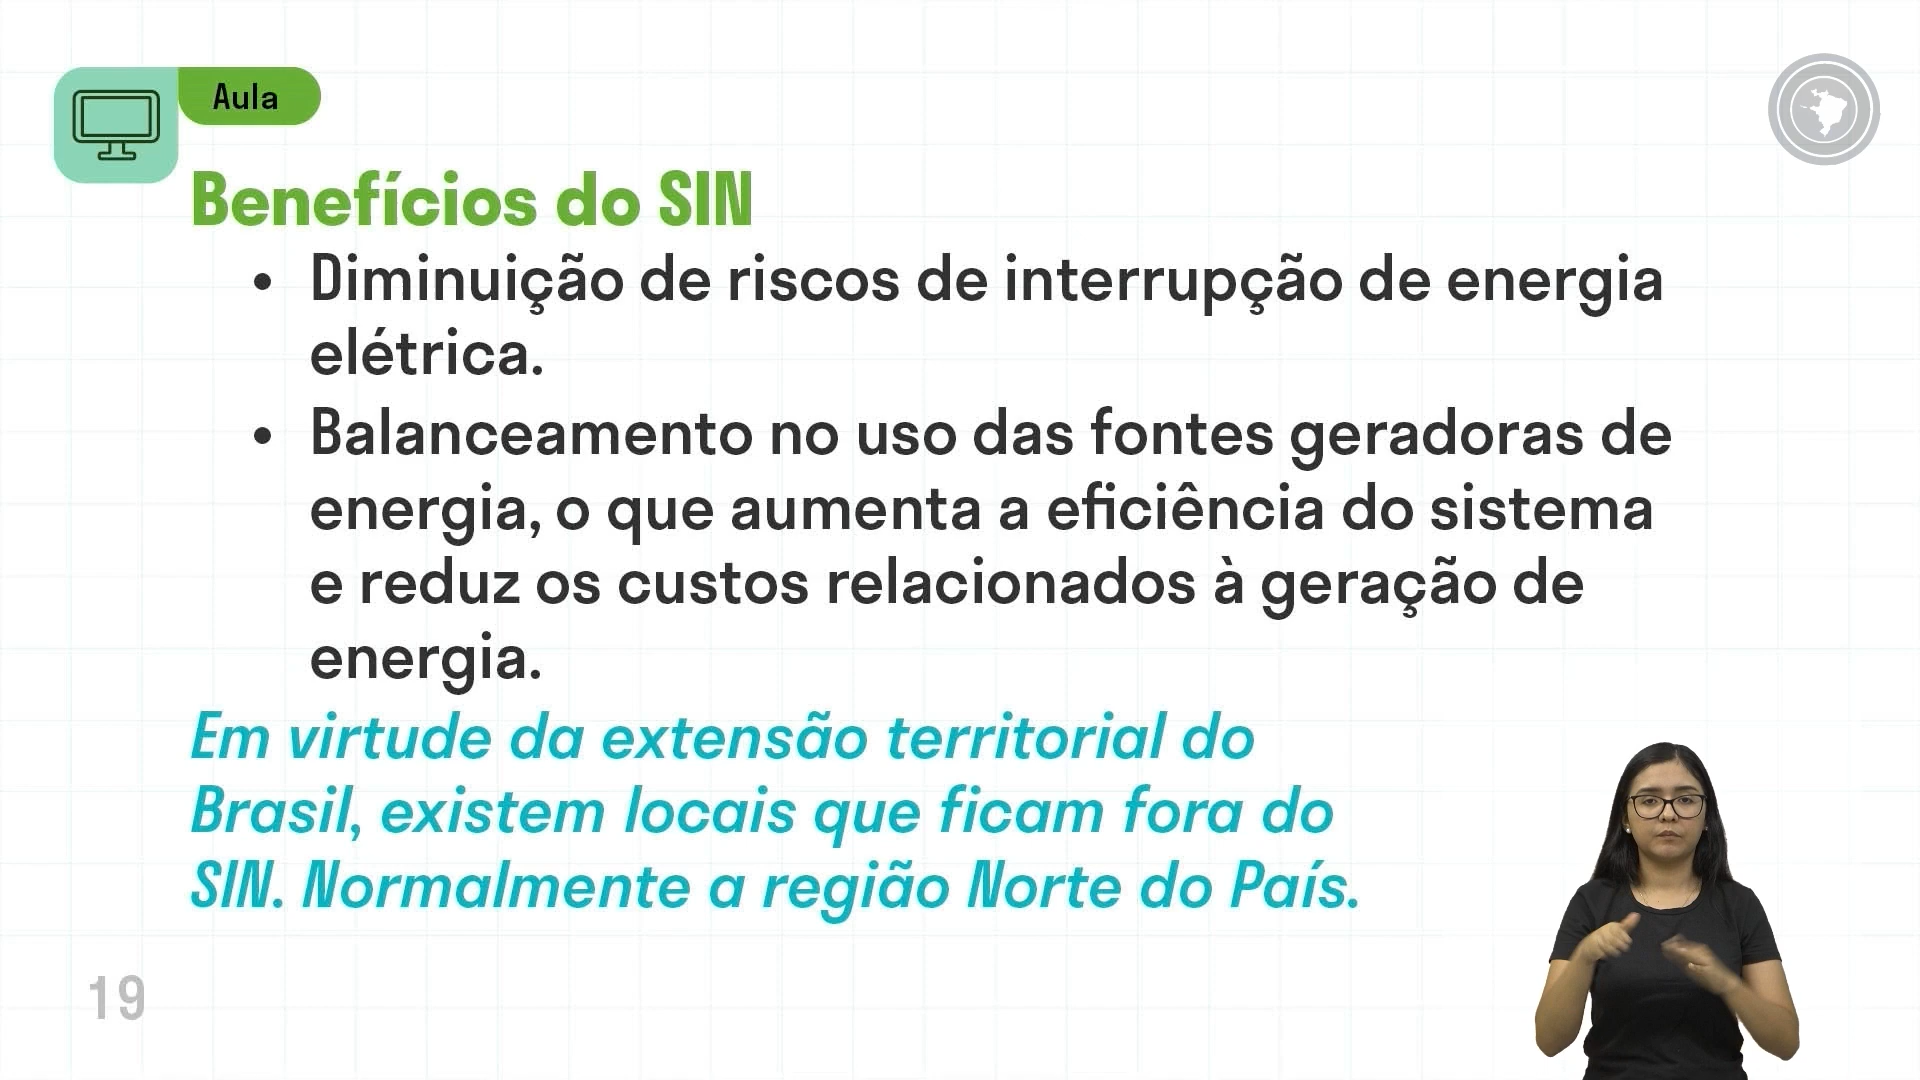 Aula
Benefícios do SIN
• Diminuição de riscos de interrupção de energia
elétrica.
• Balanceamento no uso das fontes geradoras de
energia, o que aumenta a eficiência do sistema
e reduz os custos relacionados à geração de
energia.
Em virtude da extensão territorial do
Brasil, existem locais que ficam fora do
SIN. Normalmente a região Norte do País.
19